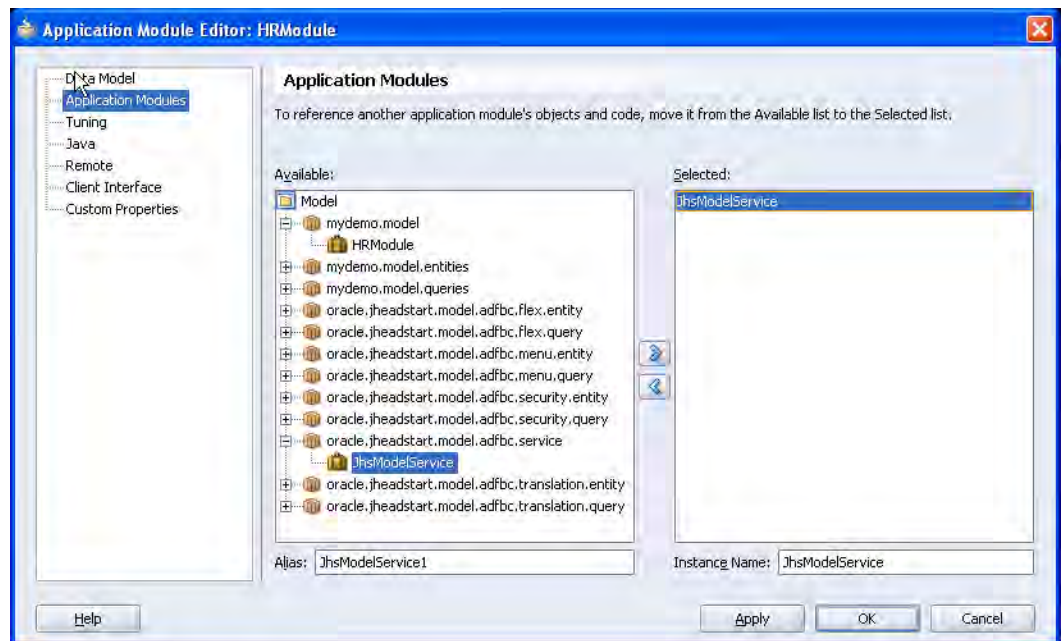 Application Module Editor: HRModule
Data Model
Application Modules
Tuning
Java
Remote
Client Interface
Custom Properties
Application Modules
To reference another application module's objects and code, move it from the Available list to the Selected list.
Available:
Model
mydemo.model
HRModule
mydemo.model.entities
mydemo.model.queries
oracle.jheadstart.model.adfbc.flex.entity
oracle.jheadstart.model.adfbc.flex.query
oracle.jheadstart.model.adfbc.menu.entity
oracle.jheadstart.model.adfbc.menu.query
oracle.jheadstart.model.adfbc.security.entity
oracle.jheadstart.model.adfbc.security.query
oracle.jheadstart.model.adfbc.service
JhsModelService
oracle.jheadstart.model.adfbc.translation.entity
oracle.jheadstart.model.adfbc.translation.query
Alias: JhsModelService1
Selected:
JhsModelService
Instance Name: JhsModelService
Help
Apply
OK
Cancel